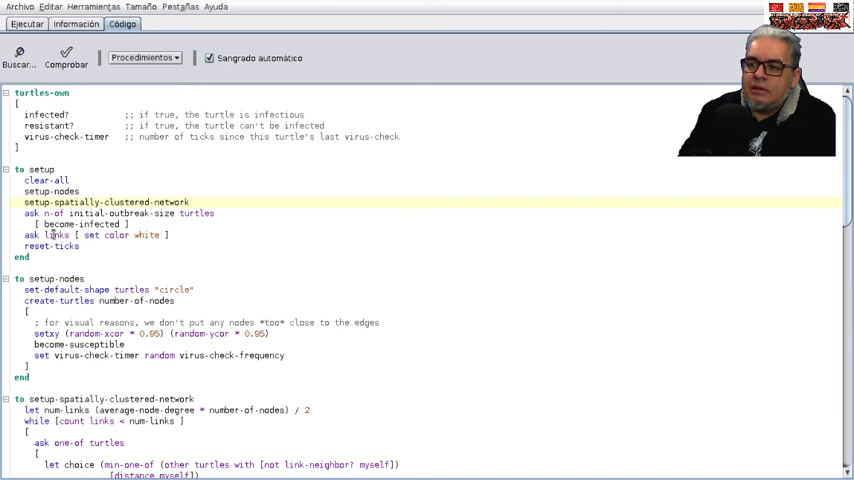 Archivo Editar Herramientas Tamaño Pestañas Ayuda
Ejecutar Información Código
Buscar... Comprobar Procedimientos Sangrado automático
turtles-own
[
infected? ;; if true, the turtle is infectious
resistant? ;; if true, the turtle can't be infected
virus-check-timer ;; number of ticks since this turtle's last virus-check
]
to setup
clear-all
setup-nodes
setup-spatially-clustered-network
ask n-of initial-outbreak-size turtles
[ become-infected ]
ask links [ set color white ]
reset-ticks
end
to setup-nodes
set-default-shape turtles "circle"
create-turtles number-of-nodes
[
; for visual reasons, we don't put any nodes *too* close to the edges
setxy (random-xcor * 0.95) (random-ycor * 0.95)
become-susceptible
set virus-check-timer random virus-check-frequency
]
end
to setup-spatially-clustered-network
let num-links (average-node-degree * number-of-nodes) / 2
while [count links < num-links ]
[
ask one-of turtles
[
let choice (min-one-of (other turtles with [not link-neighbor? myself])
[distance myself])